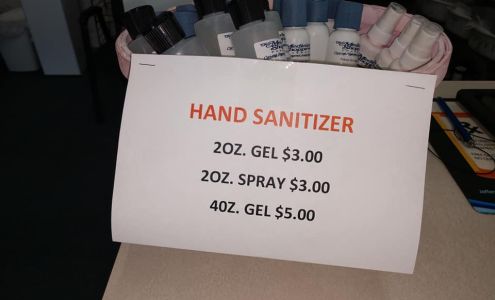 HAND SANITIZER
2OZ. GEL $3.00
2OZ. SPRAY $3.00
4OZ. GEL $5.00